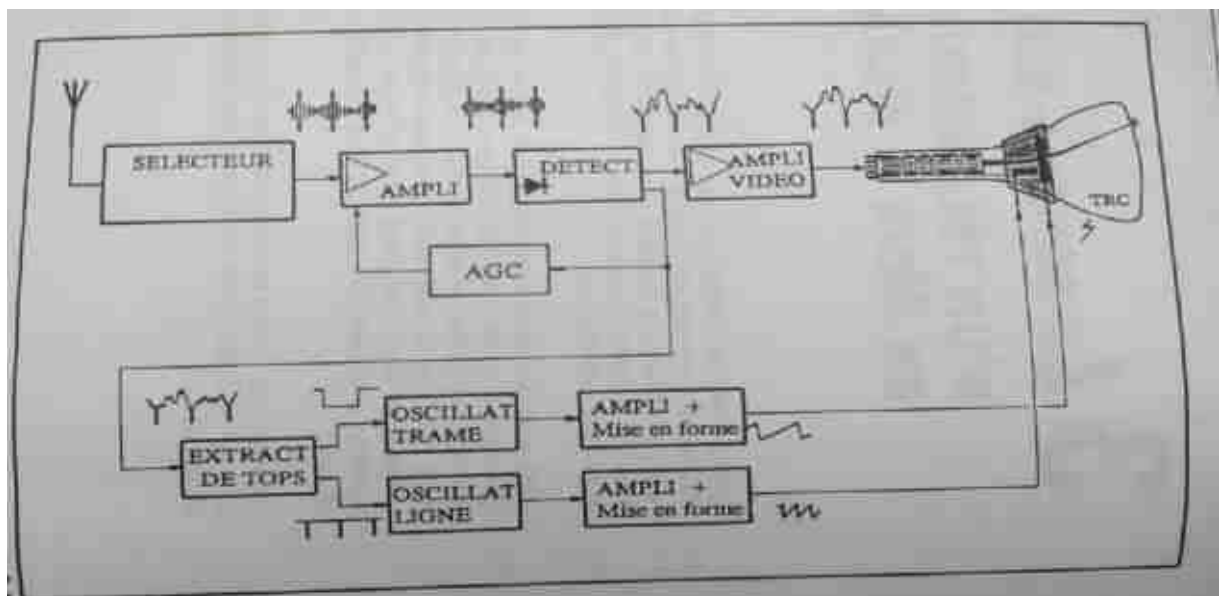 SELECTEUR
AMPLI
DETECT
AMPLI
VIDEO
TRC
AGC
EXTRACT
DE TOPS
OSCILLAT
TRAME
AMPLI +
Mise en forme
OSCILLAT
LIGNE
AMPLI +
Mise en forme